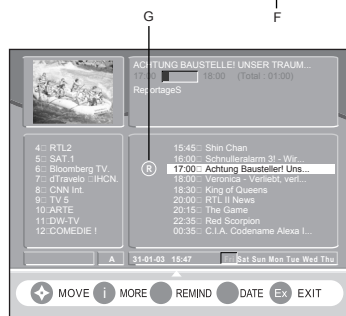 F
G
ACHTUNG BAUSTELLE! UNSER TRAUM...
17:00 18:00 (Total : 01:00)
ReportageS
4 RTL2
5 SAT.1
6 Bloomberg TV.
7 dTravelo IHCN.
8 CNN Int.
9 TV 5
10 ARTE
11 DW-TV
12 COMEDIE !
R
15:45 Shin Chan
16:00 Schnulleralarm 3! - Wir...
17:00 Achtung Bausteller! Uns...
18:00 Veronica - Verliebt, verl...
18:30 King of Queens
20:00 RTL II News
20:15 The Game
22:35 Red Scorpion
00:35 C.I.A. Codename Alexa I...
A 31-01-03 15:47 Fri Sat Sun Mon Tue Wed Thu
MOVE i MORE REMIND DATE Ex EXIT